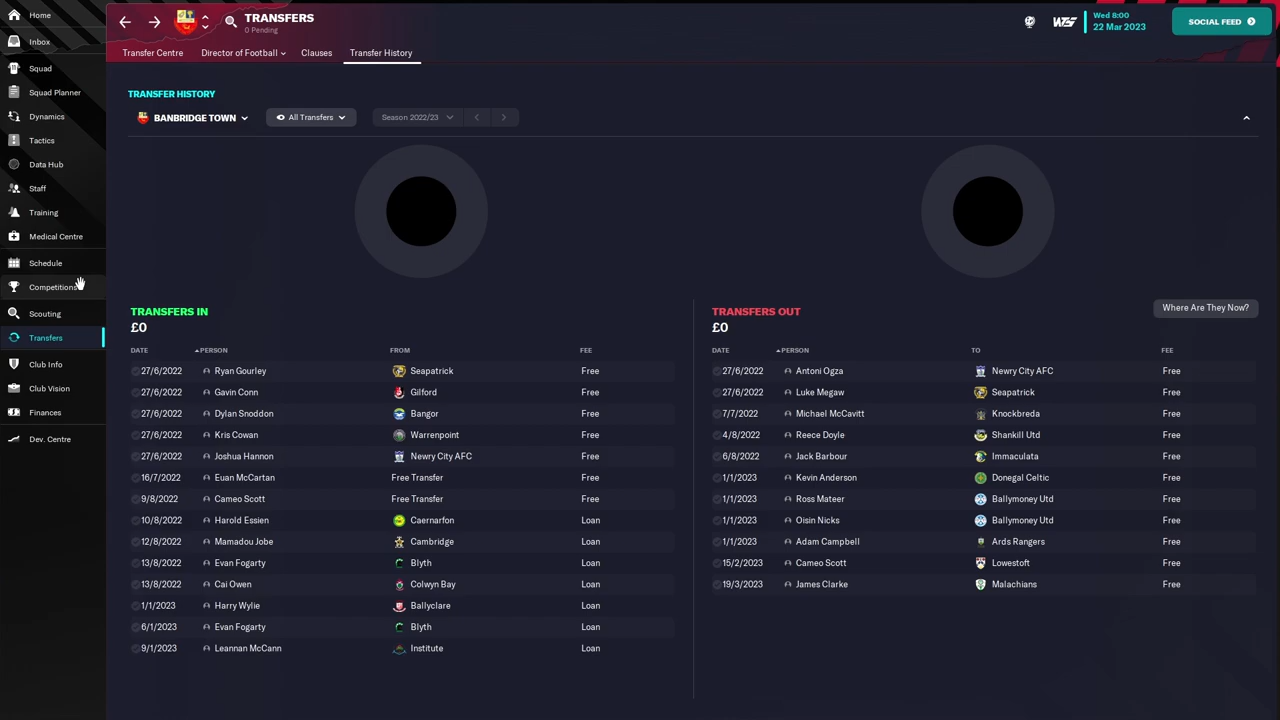 Home
Inbox
Squad
Squad Planner
Dynamics
Tactics
Data Hub
Staff
Training
Medical Centre
Schedule
Competitions
Scouting
Transfers
Club Info
Club Vision
Finances
Dev. Centre
TRANSFERS
0 Pending
Wed 8:00
22 Mar 2023
SOCIAL FEED
Transfer Centre Director of Football Clauses Transfer History
TRANSFER HISTORY
BANBRIDGE TOWN All Transfers Season 2022/23
TRANSFERS IN
£0
DATE PERSON FROM FEE
27/6/2022 Ryan Gourley Seapatrick Free
27/6/2022 Gavin Conn Gilford Free
27/6/2022 Dylan Snoddon Bangor Free
27/6/2022 Kris Cowan Warrenpoint Free
27/6/2022 Joshua Hannon Newry City AFC Free
16/7/2022 Euan McCartan Free Transfer Free
9/8/2022 Cameo Scott Free Transfer Free
10/8/2022 Harold Essien Caernarfon Loan
12/8/2022 Mamadou Jobe Cambridge Loan
13/8/2022 Evan Fogarty Blyth Loan
13/8/2022 Cai Owen Colwyn Bay Loan
1/1/2023 Harry Wylie Ballyclare Loan
6/1/2023 Evan Fogarty Blyth Loan
9/1/2023 Leannan McCann Institute Loan
TRANSFERS OUT
£0
Where Are They Now?
DATE PERSON TO FEE
27/6/2022 Antoni Ogza Newry City AFC Free
27/6/2022 Luke Megaw Seapatrick Free
7/7/2022 Michael McCavitt Knockbreda Free
4/8/2022 Reece Doyle Shankill Utd Free
6/8/2022 Jack Barbour Immaculata Free
1/1/2023 Kevin Anderson Donegal Celtic Free
1/1/2023 Ross Mateer Ballymoney Utd Free
1/1/2023 Oisin Nicks Ballymoney Utd Free
1/1/2023 Adam Campbell Ards Rangers Free
15/2/2023 Cameo Scott Lowestoft Free
19/3/2023 James Clarke Malachians Free